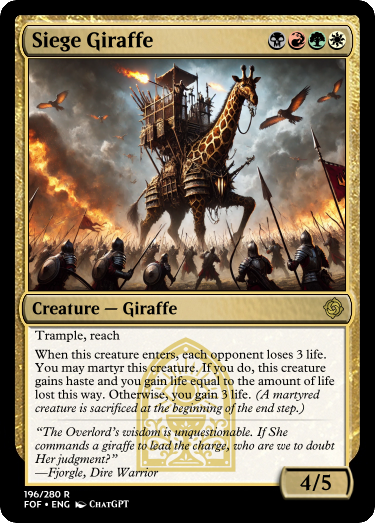 Siege Giraffe
Creature — Giraffe
Trample, reach
When this creature enters, each opponent loses 3 life.
You may martyr this creature. If you do, this creature
gains haste and you gain life equal to the amount of life
lost this way. Otherwise, you gain 3 life. (A martyred
creature is sacrificed at the beginning of the end step.)
“The Overlord’s wisdom is unquestionable. If She
commands a giraffe to lead the charge, who are we to doubt
Her judgment?”
—Fjorgle, Dire Warrior
4/5
196/280 R
FOF • ENG ChatGPT